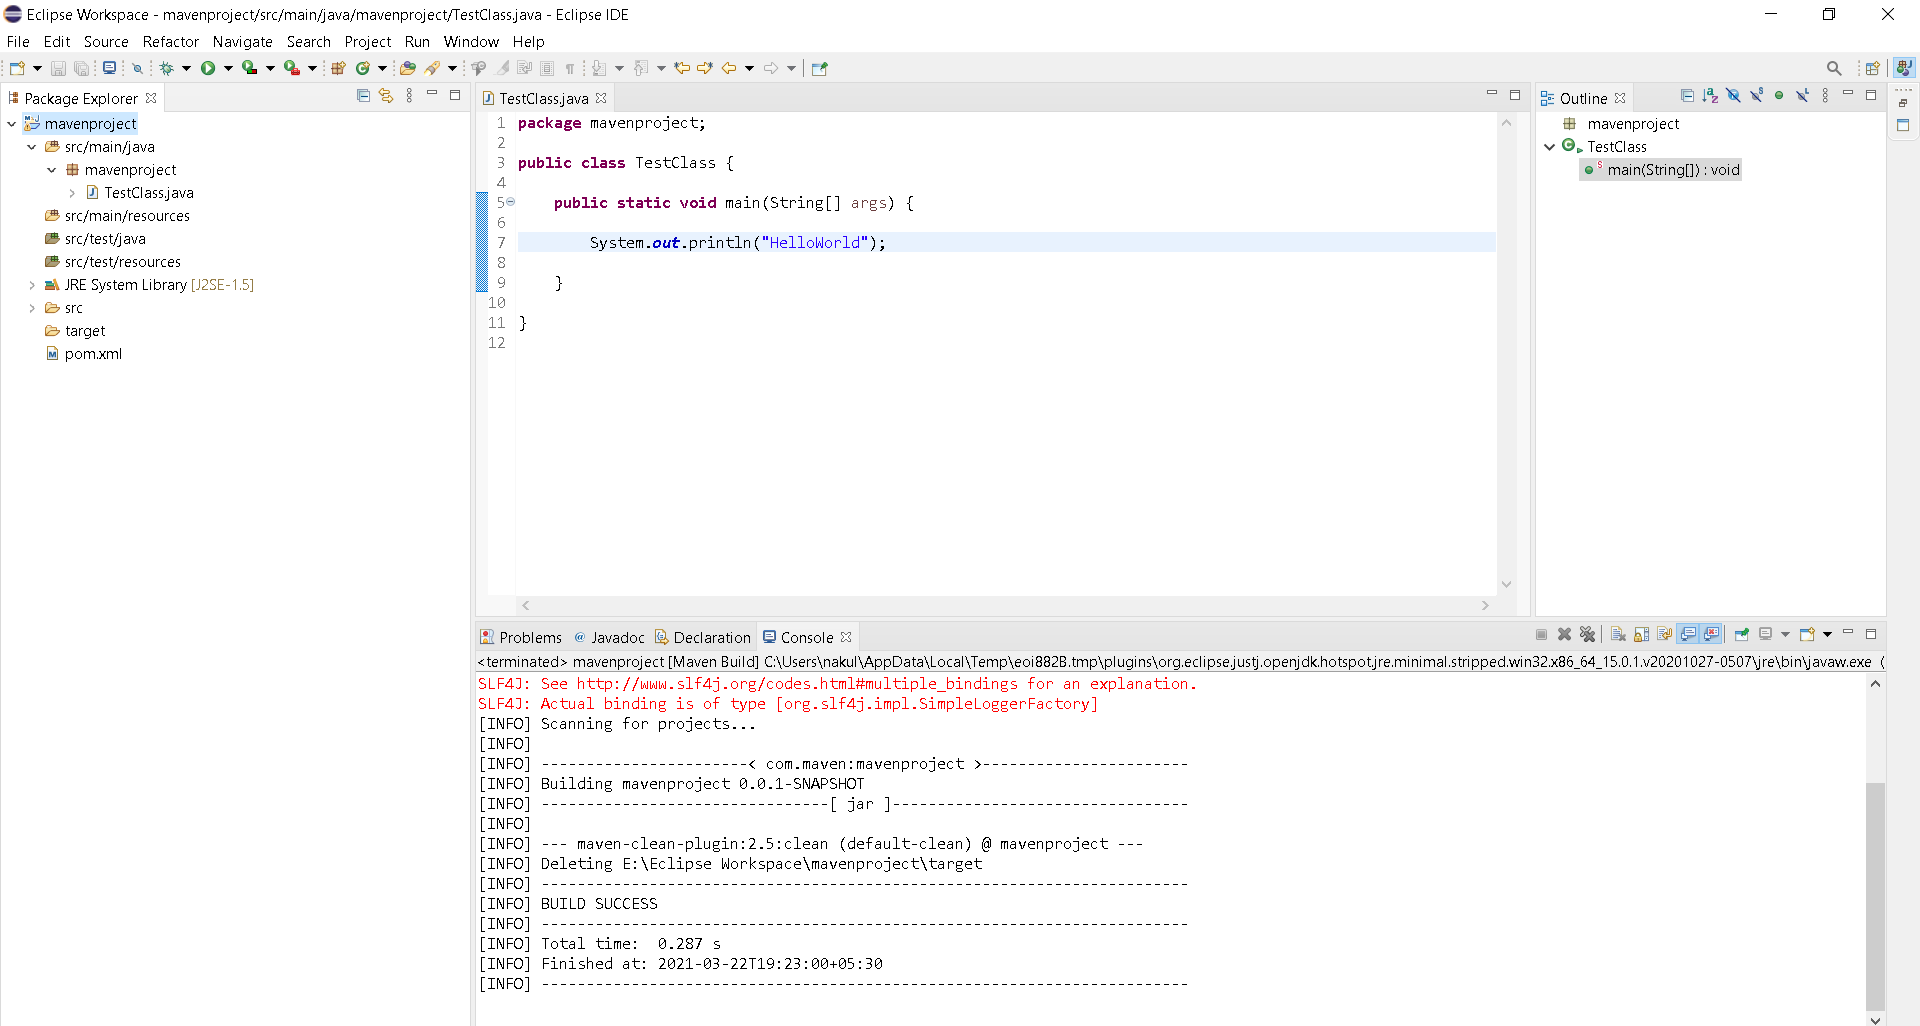 Eclipse Workspace - mavenproject/src/main/java/mavenproject/TestClass.java - Eclipse IDE
File Edit Source Refactor Navigate Search Project Run Window Help
Package Explorer
mavenproject
src/main/java
mavenproject
TestClass.java
src/main/resources
src/test/java
src/test/resources
JRE System Library [J2SE-1.5]
src
target
pom.xml
TestClass.java
1 package mavenproject;
2
3 public class TestClass {
4
5 public static void main(String[] args) {
6
7 System.out.println("HelloWorld");
8
9 }
10
11 }
12
Outline
mavenproject
TestClass
main(String[]) : void
Problems @ Javadoc Declaration Console
<terminated> mavenproject [Maven Build] C:\Users\nakul\AppData\Local\Temp\eoi882B.tmp\plugins\org.eclipse.justj.openjdk.hotspot.jre.minimal.stripped.win32.x86_64_15.0.1.v20201027-0507\jre\bin\javaw.exe (
SLF4J: See http://www.slf4j.org/codes.html#multiple_bindings for an explanation.
SLF4J: Actual binding is of type [org.slf4j.impl.SimpleLoggerFactory]
[INFO] Scanning for projects...
[INFO]
[INFO] -----------------------< com.maven:mavenproject >-----------------------
[INFO] Building mavenproject 0.0.1-SNAPSHOT
[INFO] --------------------------------[ jar ]---------------------------------
[INFO]
[INFO] --- maven-clean-plugin:2.5:clean (default-clean) @ mavenproject ---
[INFO] Deleting E:\Eclipse Workspace\mavenproject\target
[INFO] ------------------------------------------------------------------------
[INFO] BUILD SUCCESS
[INFO] ------------------------------------------------------------------------
[INFO] Total time:  0.287 s
[INFO] Finished at: 2021-03-22T19:23:00+05:30
[INFO] ------------------------------------------------------------------------